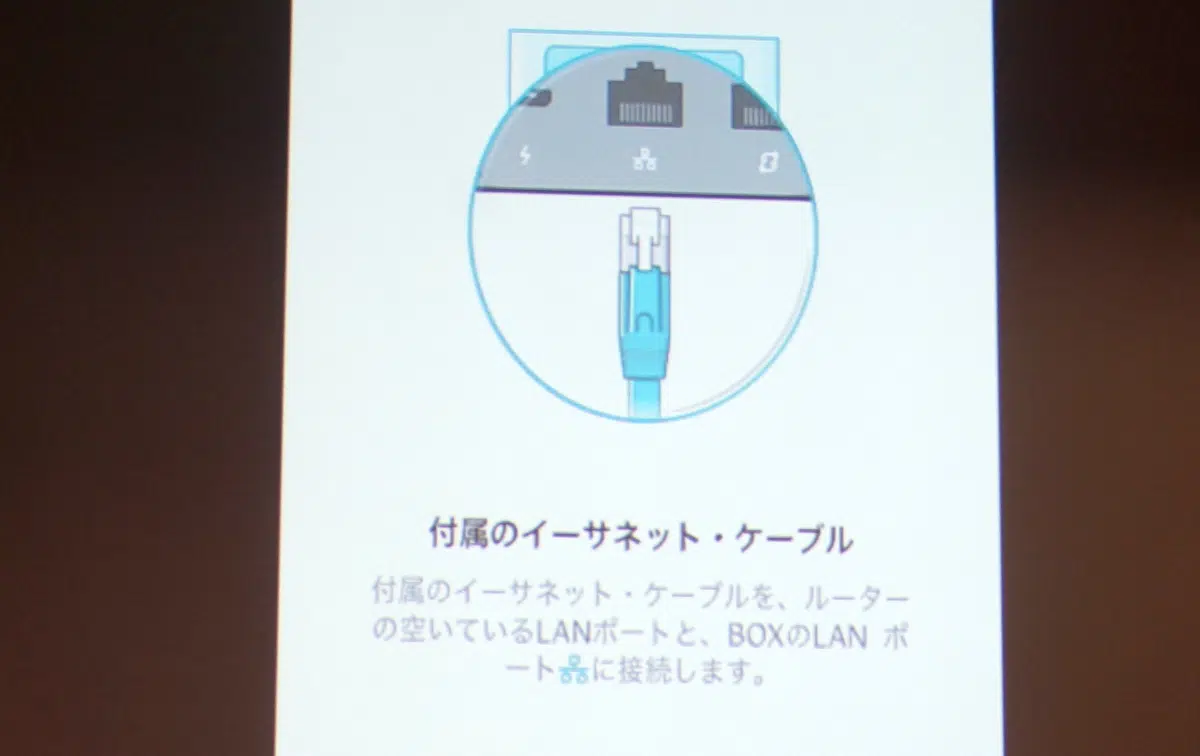 付属のイーサネット・ケーブル
付属のイーサネット・ケーブルを、ルーター
の空いているLANポートと、BOXのLAN ポ
ートに接続します。